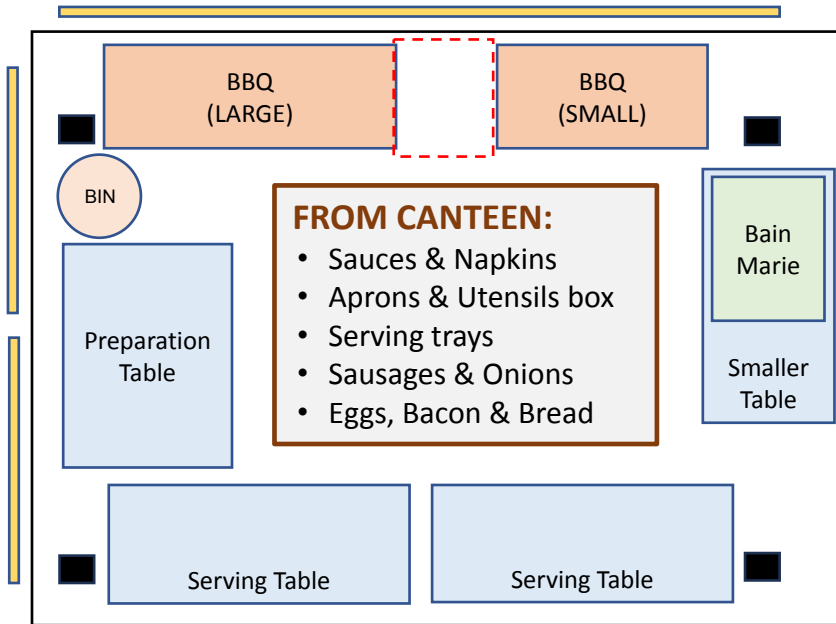 BBQ
(LARGE)
BBQ
(SMALL)
BIN
FROM CANTEEN:
• Sauces & Napkins
• Aprons & Utensils box
• Serving trays
• Sausages & Onions
• Eggs, Bacon & Bread
Bain
Marie
Preparation
Table
Smaller
Table
Serving Table
Serving Table